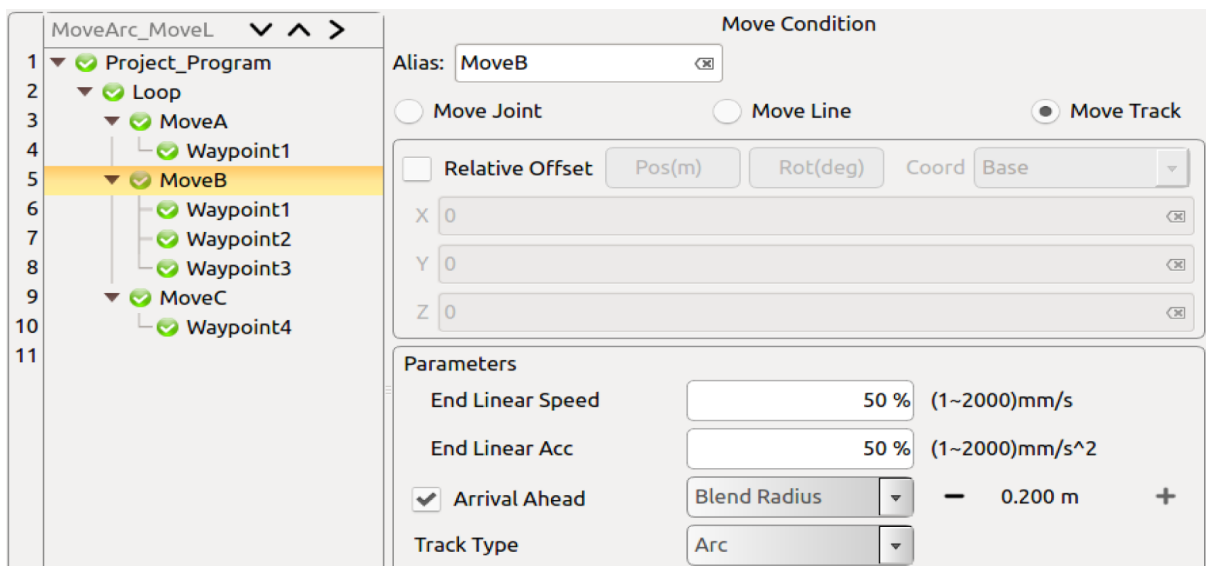 MoveArc_MoveL
1 Project_Program
2 Loop
3 MoveA
4 Waypoint1
5 MoveB
6 Waypoint1
7 Waypoint2
8 Waypoint3
9 MoveC
10 Waypoint4
11
Move Condition
Alias: MoveB
Move Joint Move Line Move Track
Relative Offset Pos(m) Rot(deg) Coord Base
X 0
Y 0
Z 0
Parameters
End Linear Speed 50 % (1~2000)mm/s
End Linear Acc 50 % (1~2000)mm/s^2
Arrival Ahead Blend Radius − 0.200 m +
Track Type Arc